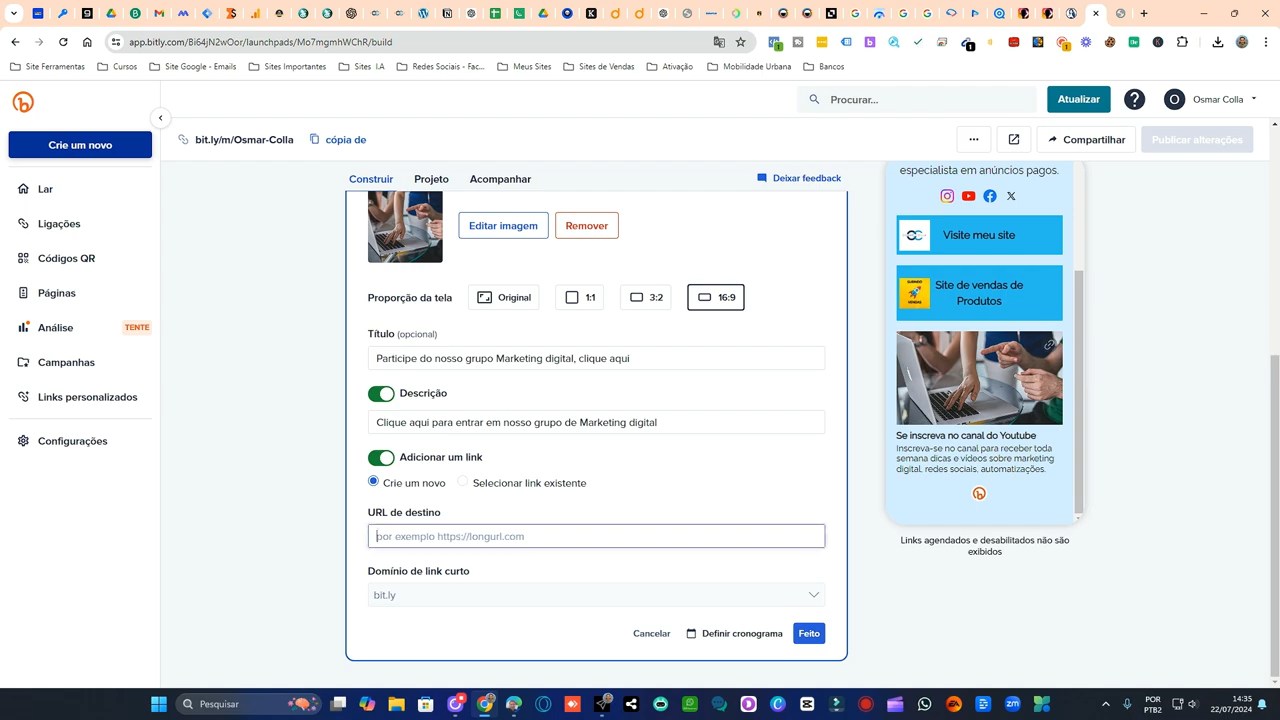 app.bitly.com/Bi64jN2wOor/launchpads/Mo7mgmhWChR/build
Site Ferramentas
Cursos
Site Google - Emails
Sites Importantes
Sites I.A
Redes Sociais - Fac...
Meus Sites
Sites de Vendas
Ativação
Mobilidade Urbana
Bancos
Procurar...
Atualizar
?
O
Osmar Colla
Crie um novo
bit.ly/m/Osmar-Colla
cópia de
...
Compartilhar
Publicar alterações
Lar
Ligações
Códigos QR
Páginas
Análise
TENTE
Campanhas
Links personalizados
Configurações
Construir
Projeto
Acompanhar
Deixar feedback
Editar imagem
Remover
Proporção da tela
Original
1:1
3:2
16:9
Título (opcional)
Participe do nosso grupo Marketing digital, clique aqui
Descrição
Clique aqui para entrar em nosso grupo de Marketing digital
Adicionar um link
Crie um novo
Selecionar link existente
URL de destino
por exemplo https://longurl.com
Domínio de link curto
bit.ly
Cancelar
Definir cronograma
Feito
especialista em anúncios pagos.
Visite meu site
Site de vendas de
Produtos
Se inscreva no canal do Youtube
Inscreva-se no canal para receber toda
semana dicas e vídeos sobre marketing
digital, redes sociais, automatizações.
Links agendados e desabilitados não são
exibidos
Pesquisar
POR
PTB2
14:35
22/07/2024